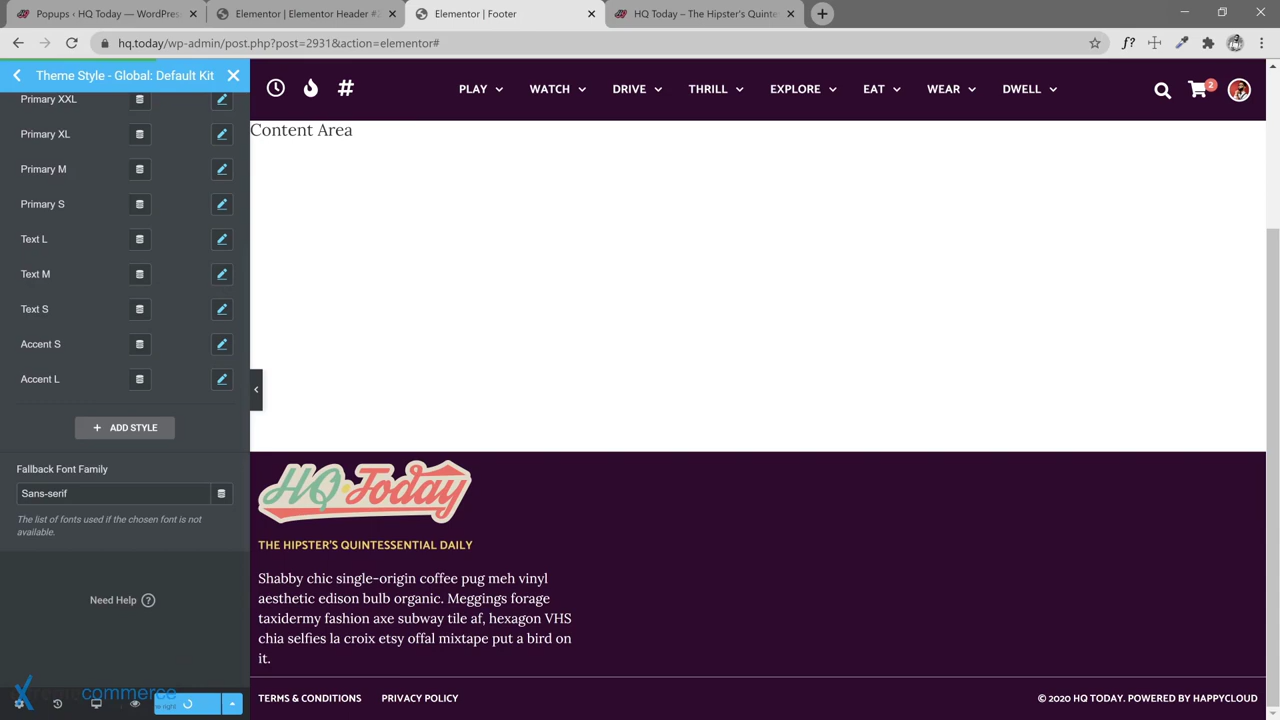 Popups ‹ HQ Today — WordPres
Elementor | Elementor Header #2
Elementor | Footer
HQ Today – The Hipster's Quinte
hq.today/wp-admin/post.php?post=2931&action=elementor#
f?
Theme Style - Global: Default Kit
PLAY
WATCH
DRIVE
THRILL
EXPLORE
EAT
WEAR
DWELL
2
Primary XXL
Primary XL
Primary M
Primary S
Text L
Text M
Text S
Accent S
Accent L
+ ADD STYLE
Fallback Font Family
Sans-serif
The list of fonts used if the chosen font is not
available.
Need Help
commerce
the right
Content Area
HQ Today
THE HIPSTER'S QUINTESSENTIAL DAILY
Shabby chic single-origin coffee pug meh vinyl
aesthetic edison bulb organic. Meggings forage
taxidermy fashion axe subway tile af, hexagon VHS
chia selfies la croix etsy offal mixtape put a bird on
it.
TERMS & CONDITIONS
PRIVACY POLICY
© 2020 HQ TODAY. POWERED BY HAPPYCLOUD